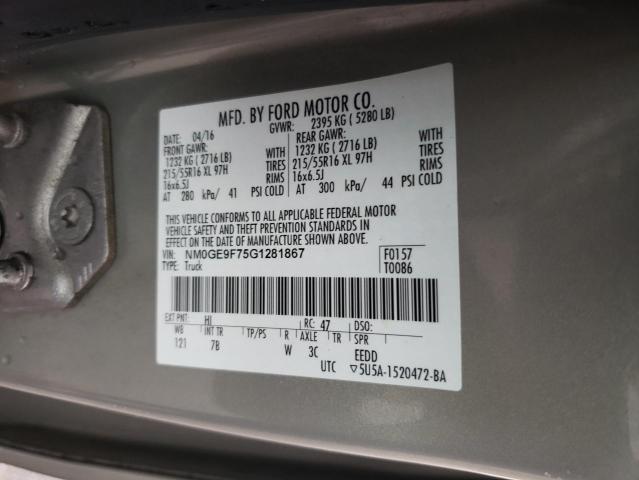 MFD. BY FORD MOTOR CO.
DATE: 04/16 GVWR: 2395 KG ( 5280 LB)
FRONT GAWR: REAR GAWR:
1232 KG ( 2716 LB) WITH 1232 KG ( 2716 LB) WITH
215/55R16 XL 97H TIRES 215/55R16 XL 97H TIRES
16x6.5J RIMS 16x6.5J RIMS
AT 280 kPa/ 41 PSI COLD AT 300 kPa/ 44 PSI COLD
THIS VEHICLE CONFORMS TO ALL APPLICABLE FEDERAL MOTOR
VEHICLE SAFETY AND THEFT PREVENTION STANDARDS IN
EFFECT ON THE DATE OF MANUFACTURE SHOWN ABOVE.
VIN: NM0GE9F75G1281867 F0157
TYPE: Truck T0086
EXT PNT: HI RC: 47 DSO:
WB INT TR TP/PS R AXLE TR SPR
121 7B W 3C EEDD
UTC ▽5U5A-1520472-BA